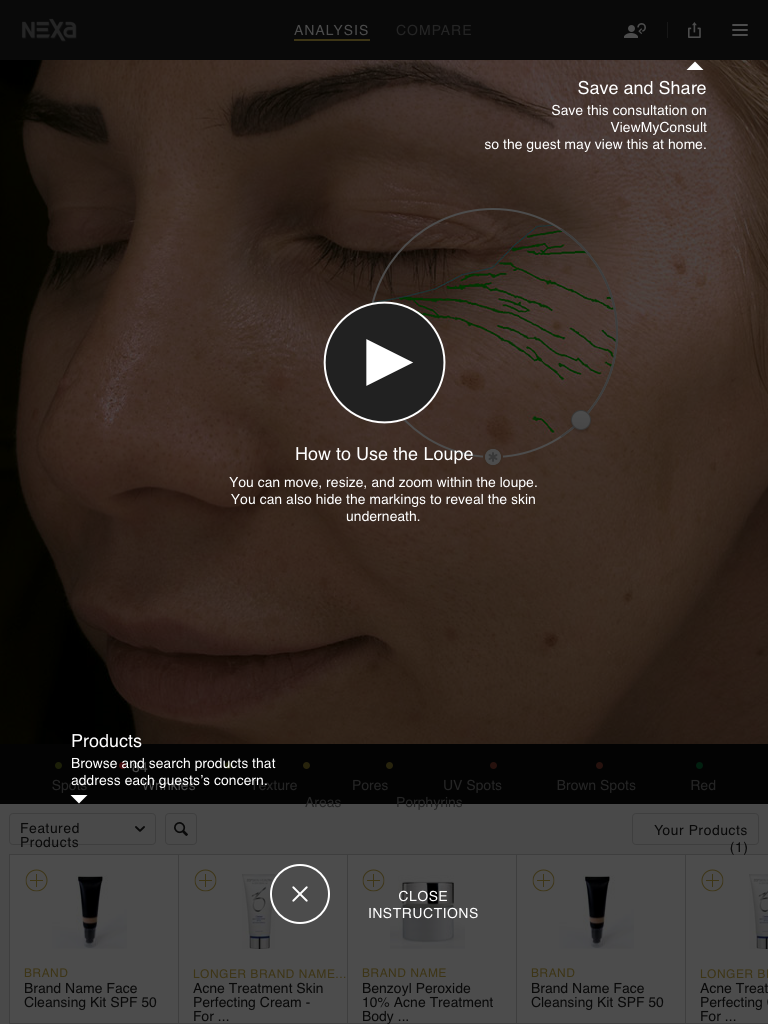 NEXa
ANALYSIS
COMPARE
Save and Share
Save this consultation on
ViewMyConsult
so the guest may view this at home.
How to Use the Loupe
You can move, resize, and zoom within the loupe.
You can also hide the markings to reveal the skin
underneath.
Products
Browse and search products that
address each guests's concern.
Spots
Wrinkles
Texture
Pores
UV Spots
Brown Spots
Red
Areas
Porphyrins
Featured
Products
Your Products
(1)
CLOSE
INSTRUCTIONS
BRAND
Brand Name Face
Cleansing Kit SPF 50
LONGER BRAND NAME...
Acne Treatment Skin
Perfecting Cream -
For ...
BRAND NAME
Benzoyl Peroxide
10% Acne Treatment
Body ...
BRAND
Brand Name Face
Cleansing Kit SPF 50
LONGER BR
Acne Treat
Perfecting
For ...